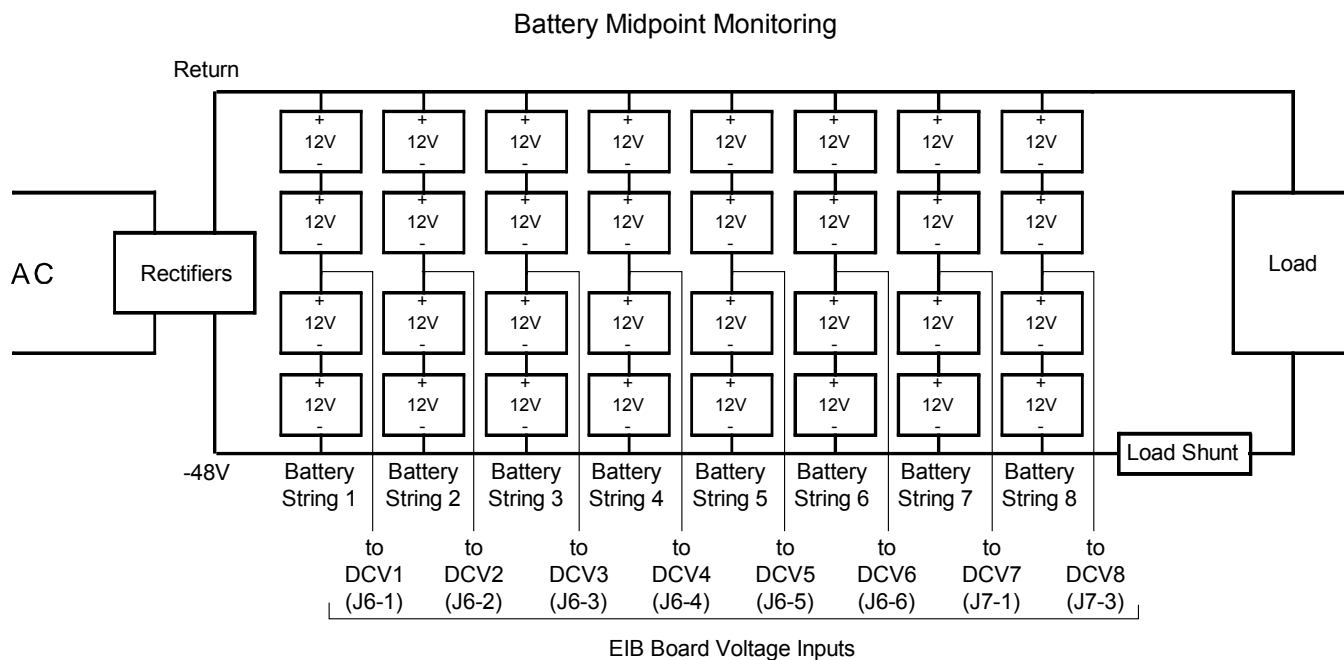 Battery Midpoint Monitoring
Return
+ + + + + + + +
12V 12V 12V 12V 12V 12V 12V 12V
- - - - - - - -
+ + + + + + + +
12V 12V 12V 12V 12V 12V 12V 12V
- - - - - - - -
AC
Rectifiers
Load
+ + + + + + + +
12V 12V 12V 12V 12V 12V 12V 12V
- - - - - - - -
+ + + + + + + +
12V 12V 12V 12V 12V 12V 12V 12V
- - - - - - - -
Load Shunt
-48V
Battery Battery Battery Battery Battery Battery Battery Battery
String 1 String 2 String 3 String 4 String 5 String 6 String 7 String 8
to to to to to to to to
DCV1 DCV2 DCV3 DCV4 DCV5 DCV6 DCV7 DCV8
(J6-1) (J6-2) (J6-3) (J6-4) (J6-5) (J6-6) (J7-1) (J7-3)
EIB Board Voltage Inputs